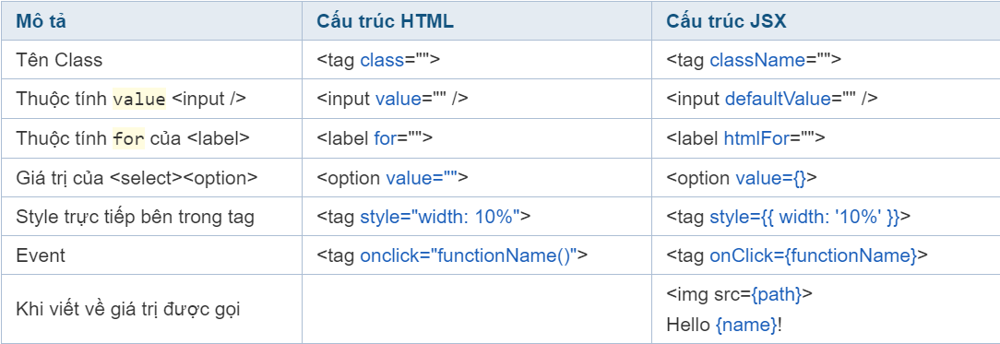 Mô tả Cấu trúc HTML Cấu trúc JSX
Tên Class <tag class=""> <tag className="">
Thuộc tính value <input /> <input value="" /> <input defaultValue="" />
Thuộc tính for của <label> <label for=""> <label htmlFor="">
Giá trị của <select><option> <option value=""> <option value={}>
Style trực tiếp bên trong tag <tag style="width: 10%"> <tag style={{ width: '10%' }}>
Event <tag onclick="functionName()"> <tag onClick={functionName}>
Khi viết về giá trị được gọi <img src={path}>
Hello {name}!